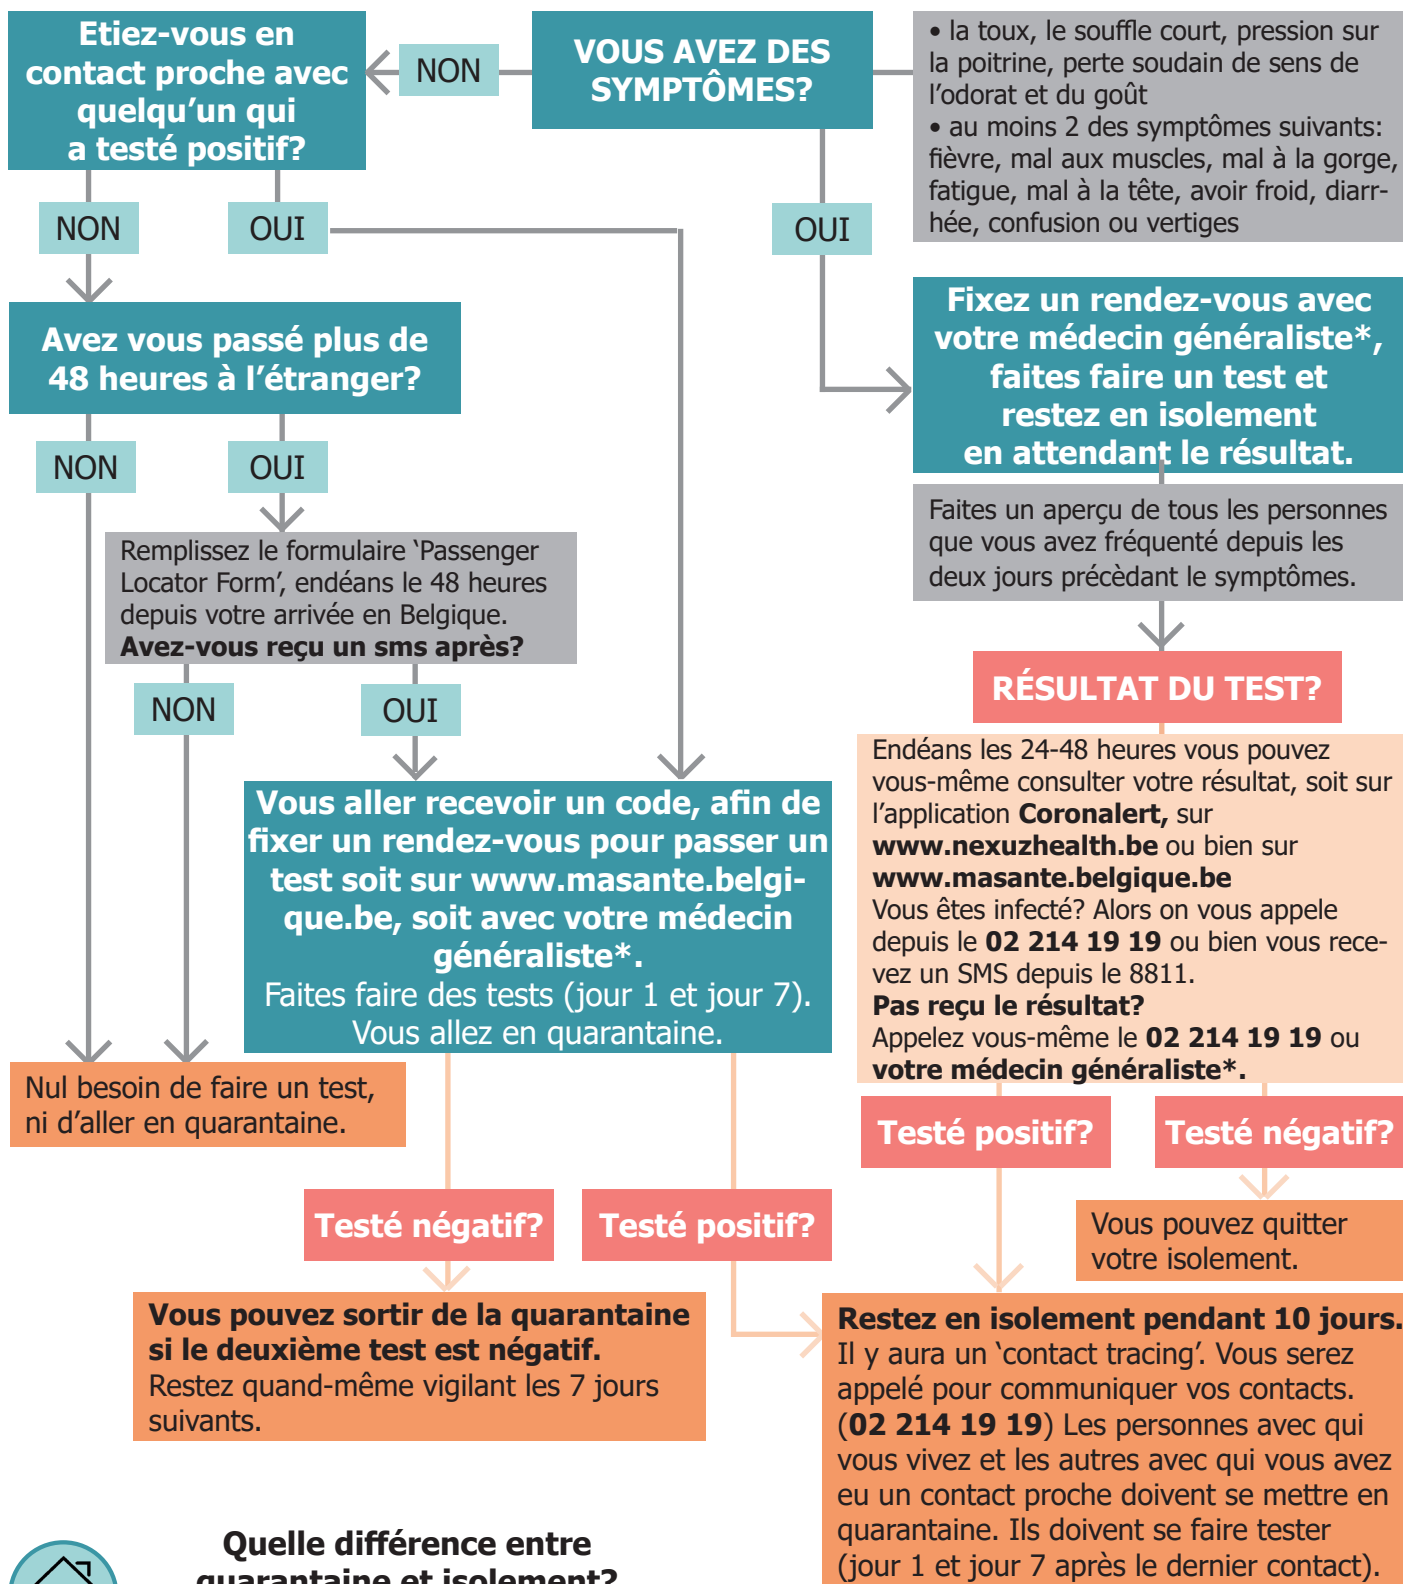 Etiez-vous en
contact proche avec
quelqu'un qui
a testé positif?
NON
VOUS AVEZ DES
SYMPTÔMES?
• la toux, le souffle court, pression sur
la poitrine, perte soudain de sens de
l'odorat et du goût
• au moins 2 des symptômes suivants:
fièvre, mal aux muscles, mal à la gorge,
fatigue, mal à la tête, avoir froid, diarr-
hée, confusion ou vertiges
NON
OUI
OUI
Avez vous passé plus de
48 heures à l'étranger?
Fixez un rendez-vous avec
votre médecin généraliste*,
faites faire un test et
restez en isolement
en attendant le résultat.
NON
OUI
Faites un aperçu de tous les personnes
que vous avez fréquenté depuis les
deux jours précèdant le symptômes.
Remplissez le formulaire 'Passenger
Locator Form', endéans le 48 heures
depuis votre arrivée en Belgique.
Avez-vous reçu un sms après?
NON
OUI
RÉSULTAT DU TEST?
Endéans les 24-48 heures vous pouvez
vous-même consulter votre résultat, soit sur
l'application Coronalert, sur
www.nexuzhealth.be ou bien sur
www.masante.belgique.be
Vous êtes infecté? Alors on vous appele
depuis le 02 214 19 19 ou bien vous rece-
vez un SMS depuis le 8811.
Pas reçu le résultat?
Appelez vous-même le 02 214 19 19 ou
votre médecin généraliste*.
Vous aller recevoir un code, afin de
fixer un rendez-vous pour passer un
test soit sur www.masante.belgi-
que.be, soit avec votre médecin
généraliste*.
Faites faire des tests (jour 1 et jour 7).
Vous allez en quarantaine.
Nul besoin de faire un test,
ni d'aller en quarantaine.
Testé positif?
Testé négatif?
Testé négatif?
Testé positif?
Vous pouvez quitter
votre isolement.
Vous pouvez sortir de la quarantaine
si le deuxième test est négatif.
Restez quand-même vigilant les 7 jours
suivants.
Restez en isolement pendant 10 jours.
Il y aura un 'contact tracing'. Vous serez
appelé pour communiquer vos contacts.
(02 214 19 19) Les personnes avec qui
vous vivez et les autres avec qui vous avez
eu un contact proche doivent se mettre en
quarantaine. Ils doivent se faire tester
(jour 1 et jour 7 après le dernier contact).
Quelle différence entre
quarantaine et isolement?